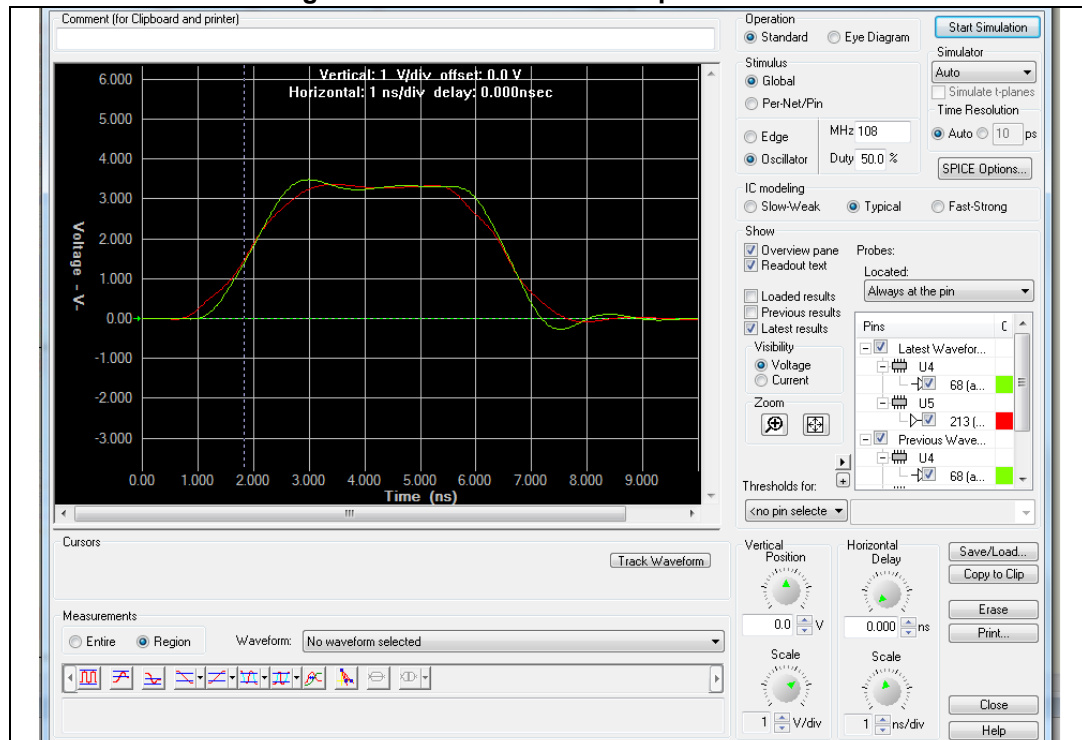 Comment (for Clipboard and printer)
Vertical: 1 V/div offset: 0.0 V
Horizontal: 1 ns/div delay: 0.000nsec
6.000
5.000
4.000
3.000
2.000
1.000
0.00
-1.000
-2.000
-3.000
Voltage -V-
0.00 1.000 2.000 3.000 4.000 5.000 6.000 7.000 8.000 9.000
Time (ns)
Operation
Standard Eye Diagram
Start Simulation
Stimulus
Global
Per-Net/Pin
Simulator
Auto
Simulate t-planes
Time Resolution
Auto 10 ps
Edge MHz 108
Oscillator Duty 50.0 %
SPICE Options...
IC modeling
Slow-Weak Typical Fast-Strong
Show
Overview pane
Readout text
Loaded results
Previous results
Latest results
Probes:
Located:
Always at the pin
Visibility
Voltage
Current
Zoom
Pins C
Latest Wavefor...
U4
68 (a...
U5
213 (...
Previous Wave...
U4
68 (a...
Thresholds for:
<no pin selecte
Cursors
Track Waveform
Measurements
Entire Region Waveform: No waveform selected
Vertical
Position
0.0 V
Scale
1 V/div
Horizontal
Delay
0.000 ns
Scale
1 ns/div
Save/Load...
Copy to Clip
Erase
Print...
Close
Help